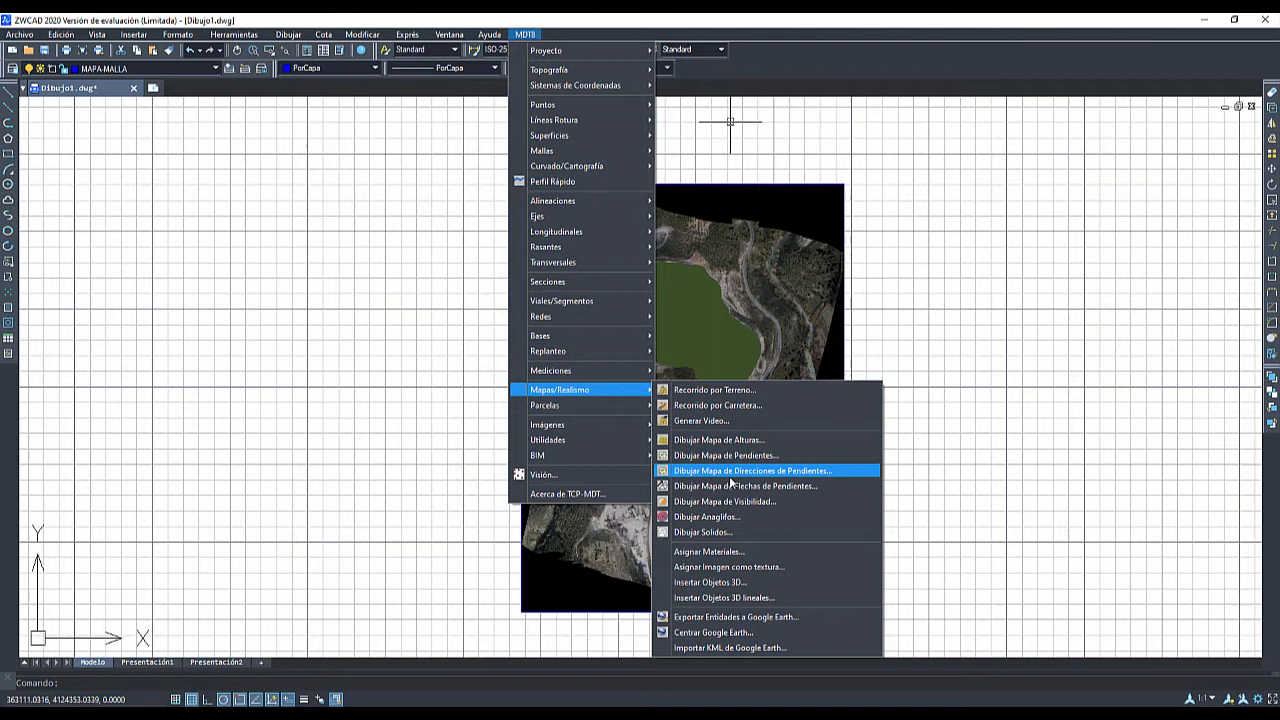 ZWCAD 2020 Versión de evaluación (Limitada) - [Dibujo1.dwg]
Archivo Edición Vista Insertar Formato Herramientas Dibujar Cota Modificar Exprés Ventana Ayuda MDT8
Standard ISO-25 Standard
MAPA-MALLA PorCapa PorCapa
Dibujo1.dwg*
Proyecto
Topografía
Sistemas de Coordenadas
Puntos
Líneas Rotura
Superficies
Mallas
Curvado/Cartografía
Perfil Rápido
Alineaciones
Ejes
Longitudinales
Rasantes
Transversales
Secciones
Viales/Segmentos
Redes
Bases
Replanteo
Mediciones
Mapas/Realismo
Parcelas
Imágenes
Utilidades
BIM
Visión...
Acerca de TCP-MDT...
Recorrido por Terreno...
Recorrido por Carretera...
Generar Video...
Dibujar Mapa de Alturas...
Dibujar Mapa de Pendientes...
Dibujar Mapa de Direcciones de Pendientes...
Dibujar Mapa de Flechas de Pendientes...
Dibujar Mapa de Visibilidad...
Dibujar Anaglifos...
Dibujar Solidos...
Asignar Materiales...
Asignar Imagen como textura...
Insertar Objetos 3D...
Insertar Objetos 3D lineales...
Exportar Entidades a Google Earth...
Centrar Google Earth...
Importar KML de Google Earth...
Y
X
Modelo Presentación1 Presentación2 +
Comando:
363111.0316, 4124353.0339, 0.0000
1:1